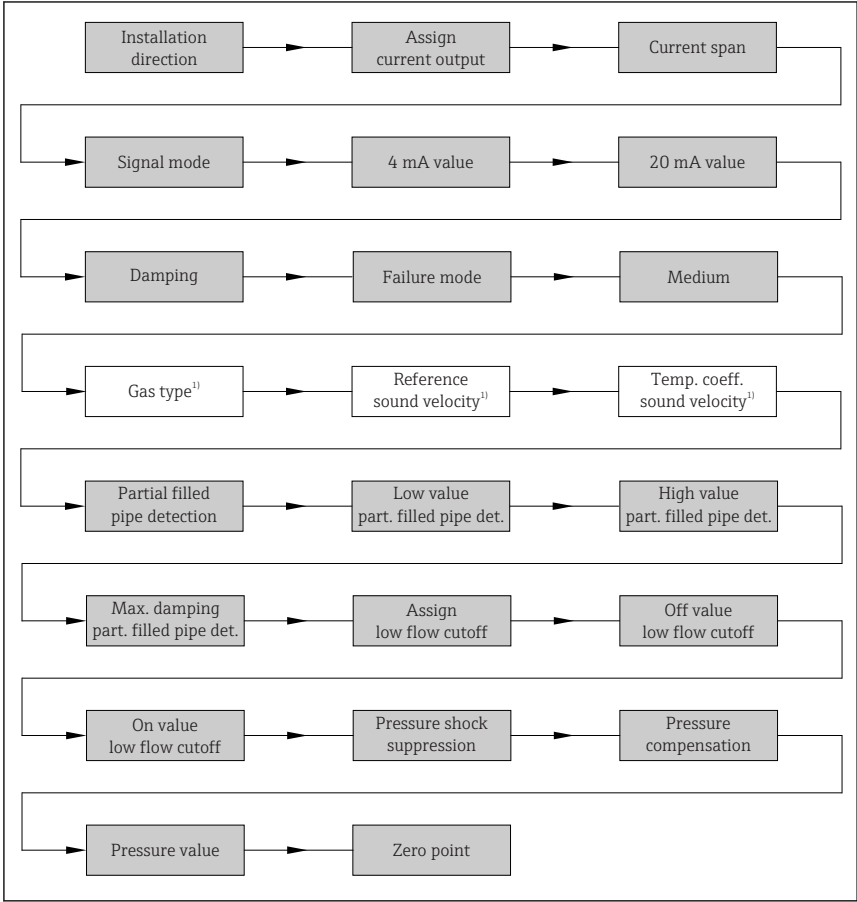 Installation
direction
Assign
current output
Current span
Signal mode
4 mA value
20 mA value
Damping
Failure mode
Medium
Gas type¹⁾
Reference
sound velocity¹⁾
Temp. coeff.
sound velocity¹⁾
Partial filled
pipe detection
Low value
part. filled pipe det.
High value
part. filled pipe det.
Max. damping
part. filled pipe det.
Assign
low flow cutoff
Off value
low flow cutoff
On value
low flow cutoff
Pressure shock
suppression
Pressure
compensation
Pressure value
Zero point